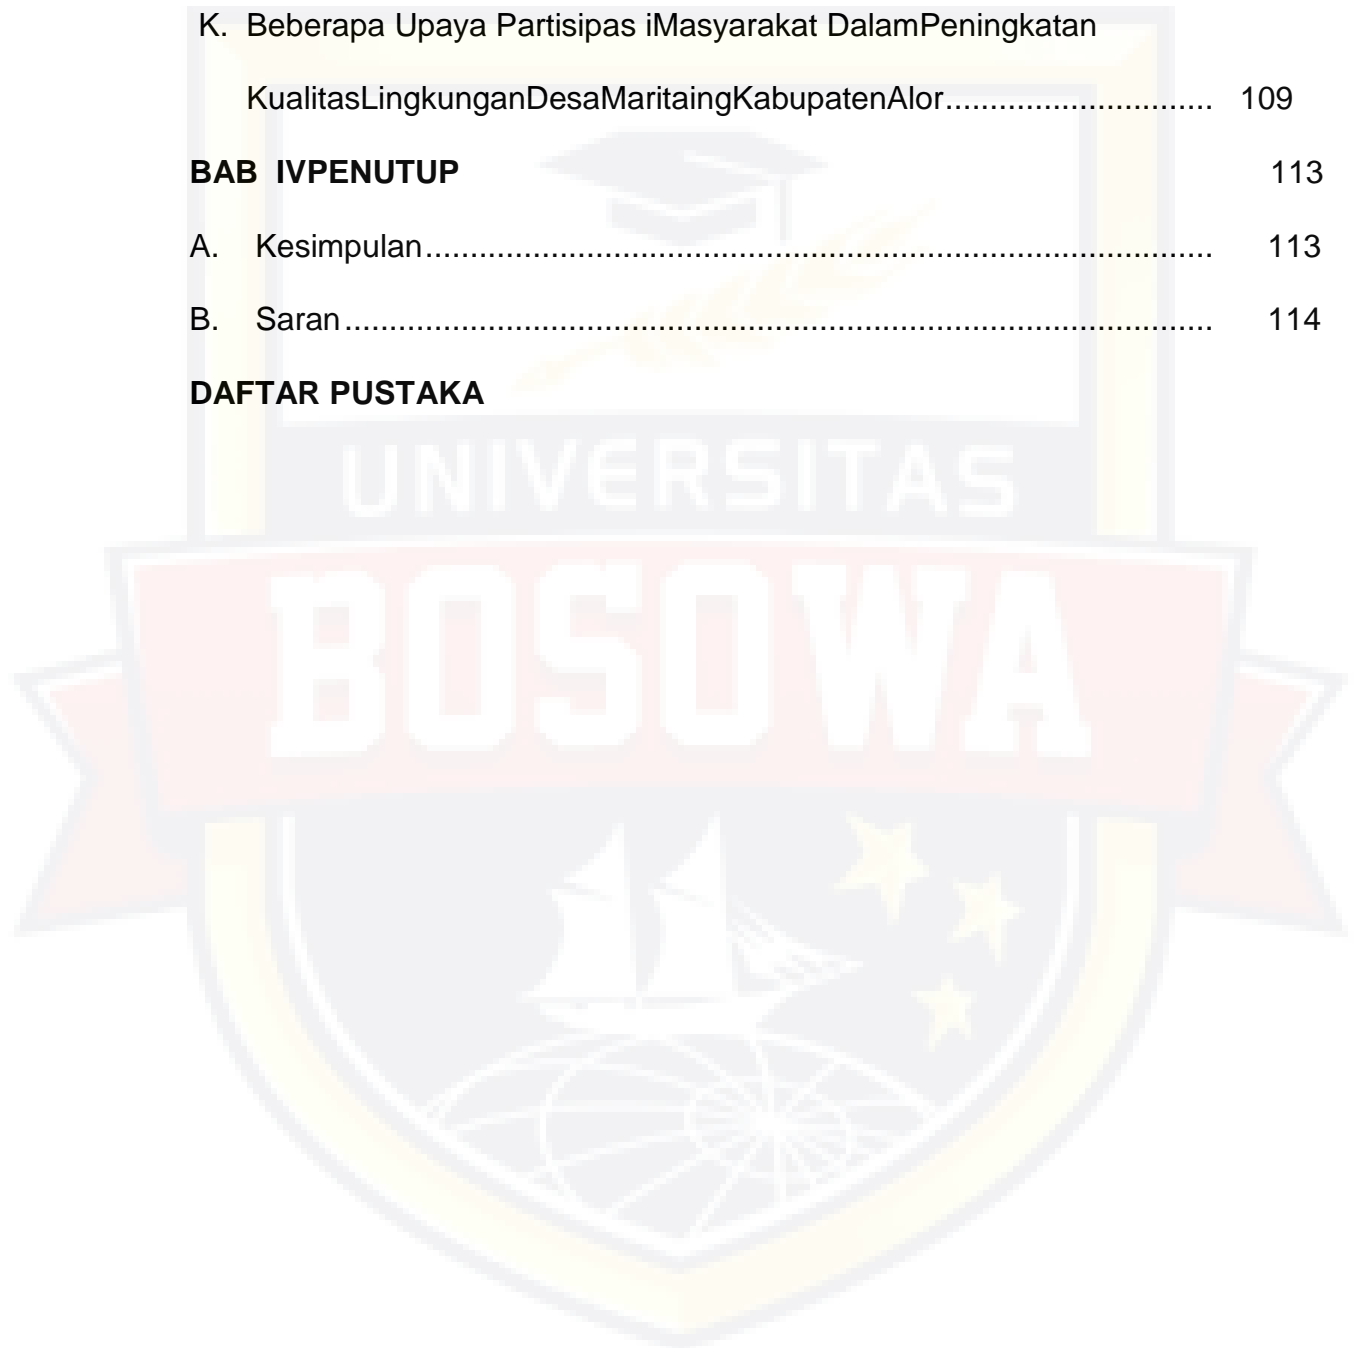 K. Beberapa Upaya Partisipas iMasyarakat DalamPeningkatan
KualitasLingkunganDesaMaritaingKabupatenAlor.............................. 109
BAB IVPENUTUP 113
A. Kesimpulan....................................................................................... 113
B. Saran................................................................................................ 114
DAFTAR PUSTAKA
UNIVERSITAS
BOSOWA